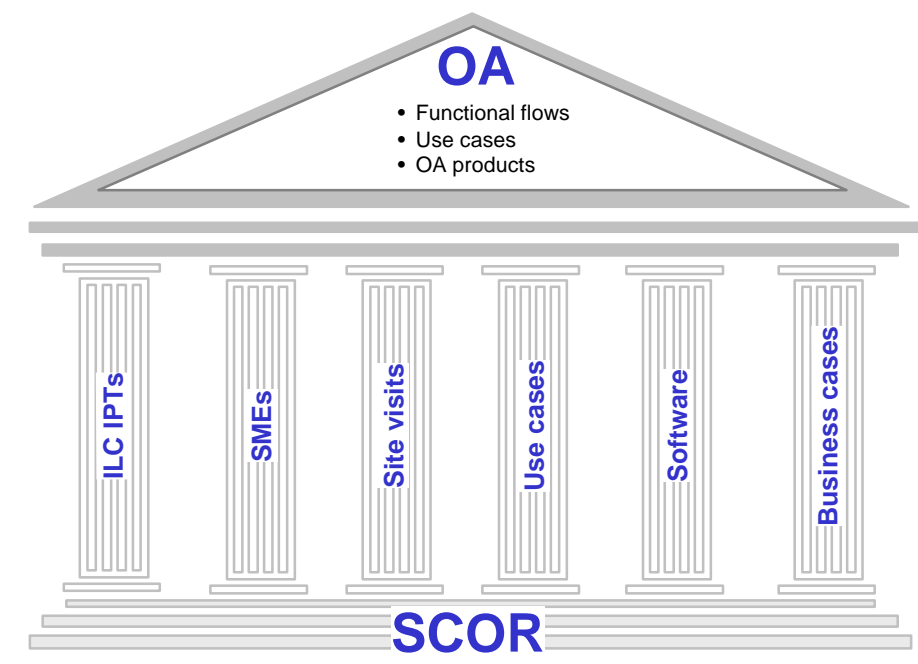 OA
• Functional flows
• Use cases
• OA products
ILC IPTs
SMEs
Site visits
Use cases
Software
Business cases
SCOR